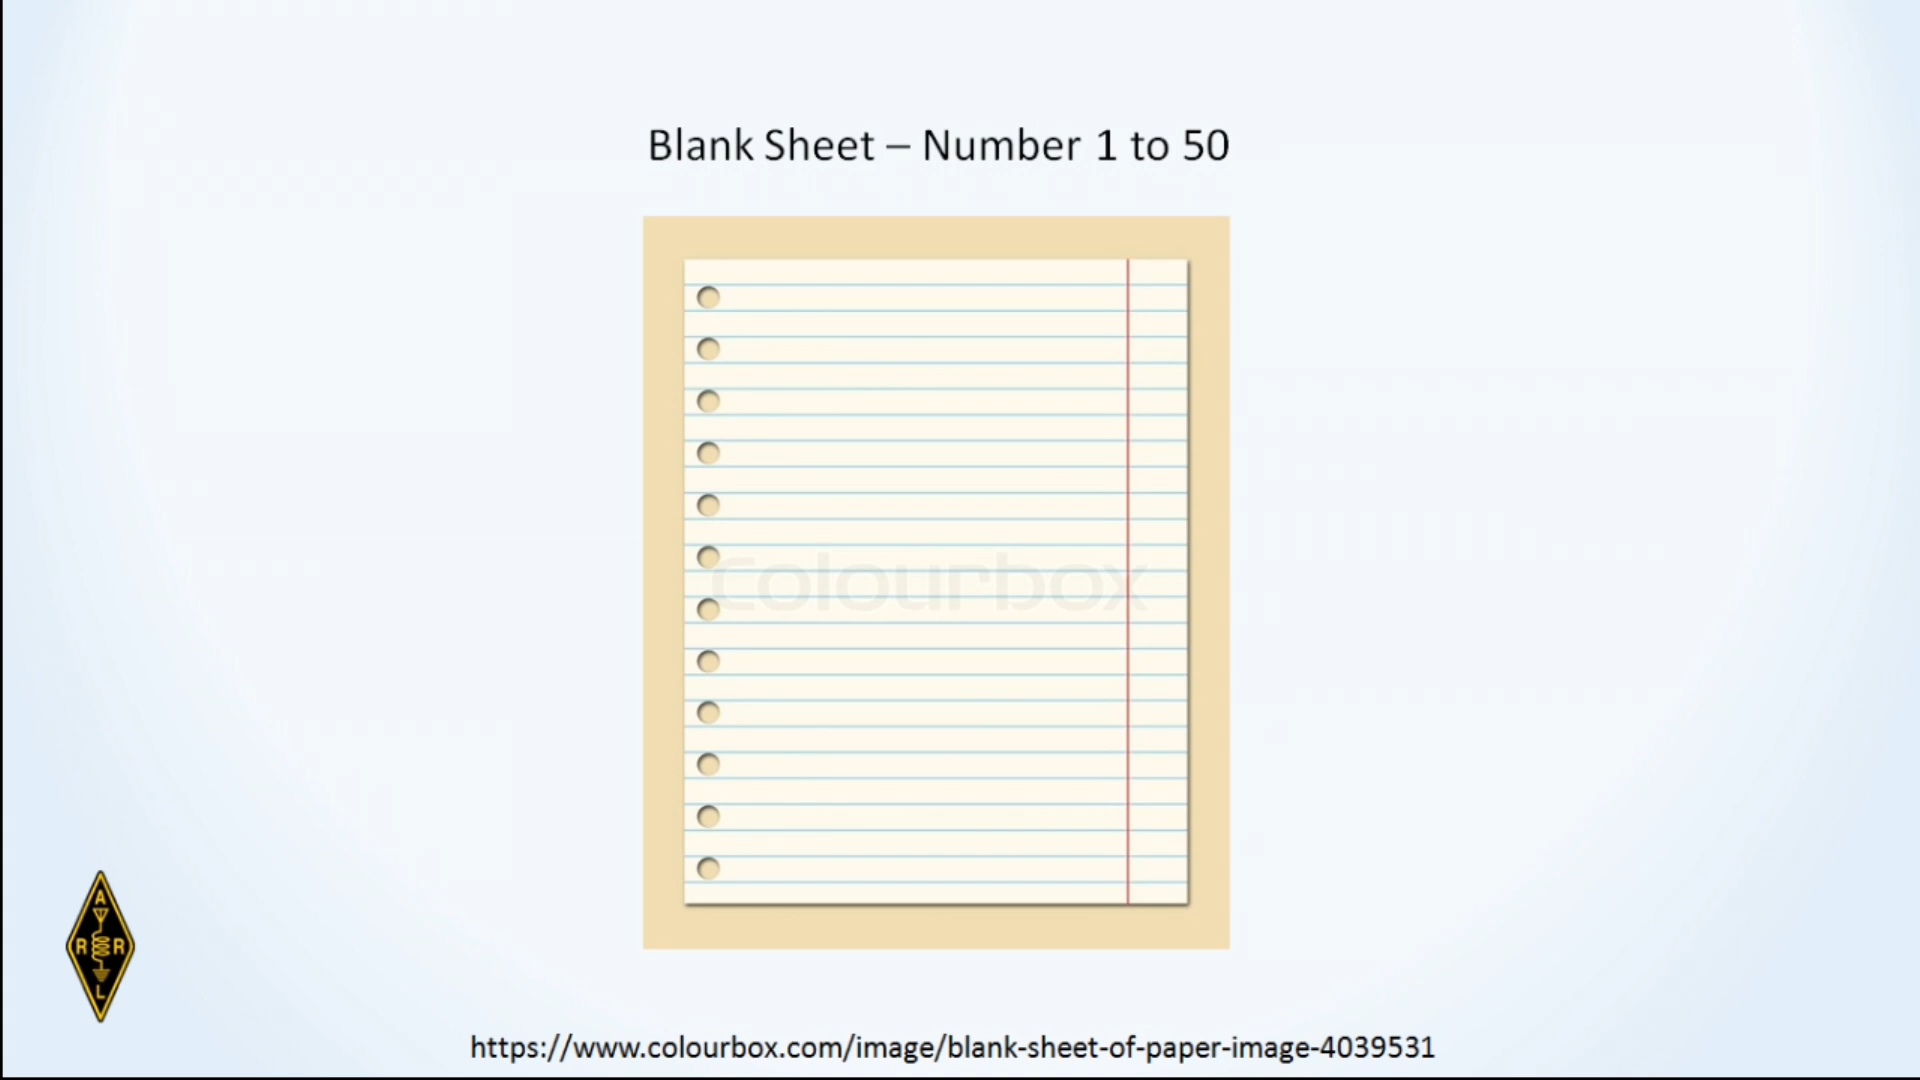 Blank Sheet – Number 1 to 50
colourbox
A
R R
L
https://www.colourbox.com/image/blank-sheet-of-paper-image-4039531